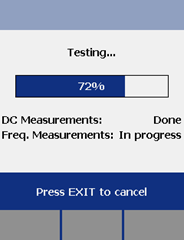 Testing...
72%
DC Measurements: Done
Freq. Measurements: In progress
Press EXIT to cancel